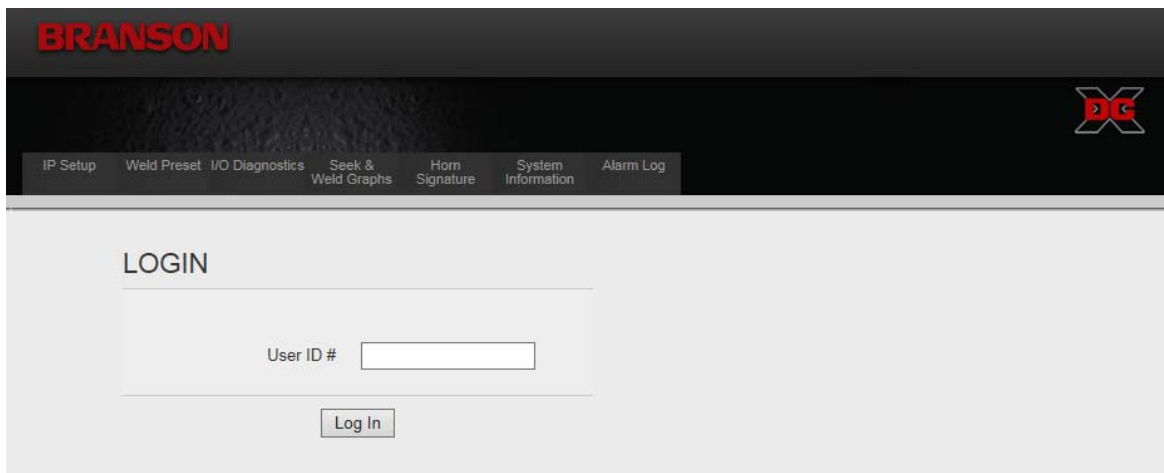 BRANSON
DCX
IP Setup
Weld Preset
I/O Diagnostics
Seek &
Weld Graphs
Horn
Signature
System
Information
Alarm Log
LOGIN
User ID #
Log In